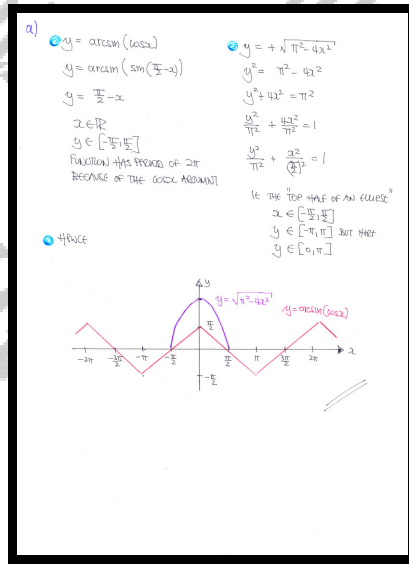 a)
y = arcsin (cosx)
y = arcsin ( sin(π/2 - x))
y = π/2 - x
x ∈ ℝ
y ∈ [-π/2, π/2]
FUNCTION HAS PERIOD OF 2π
BECAUSE OF THE COSX ARGUMENT
y = + √(π² - 4x²)
y² = π² - 4x²
y² + 4x² = π²
y²/π² + 4x²/π² = 1
y²/π² + x²/(π/2)² = 1
IE THE "TOP HALF OF AN ELLIPSE"
x ∈ [-π/2, π/2]
y ∈ [-π, π] BUT HERE
y ∈ [0, π]
HENCE
y
y = √(π² - 4x²)
y = arcsin(cosx)
π/2
-2π -3π/2 -π -π/2 π/2 π 3π/2 2π x
-π/2